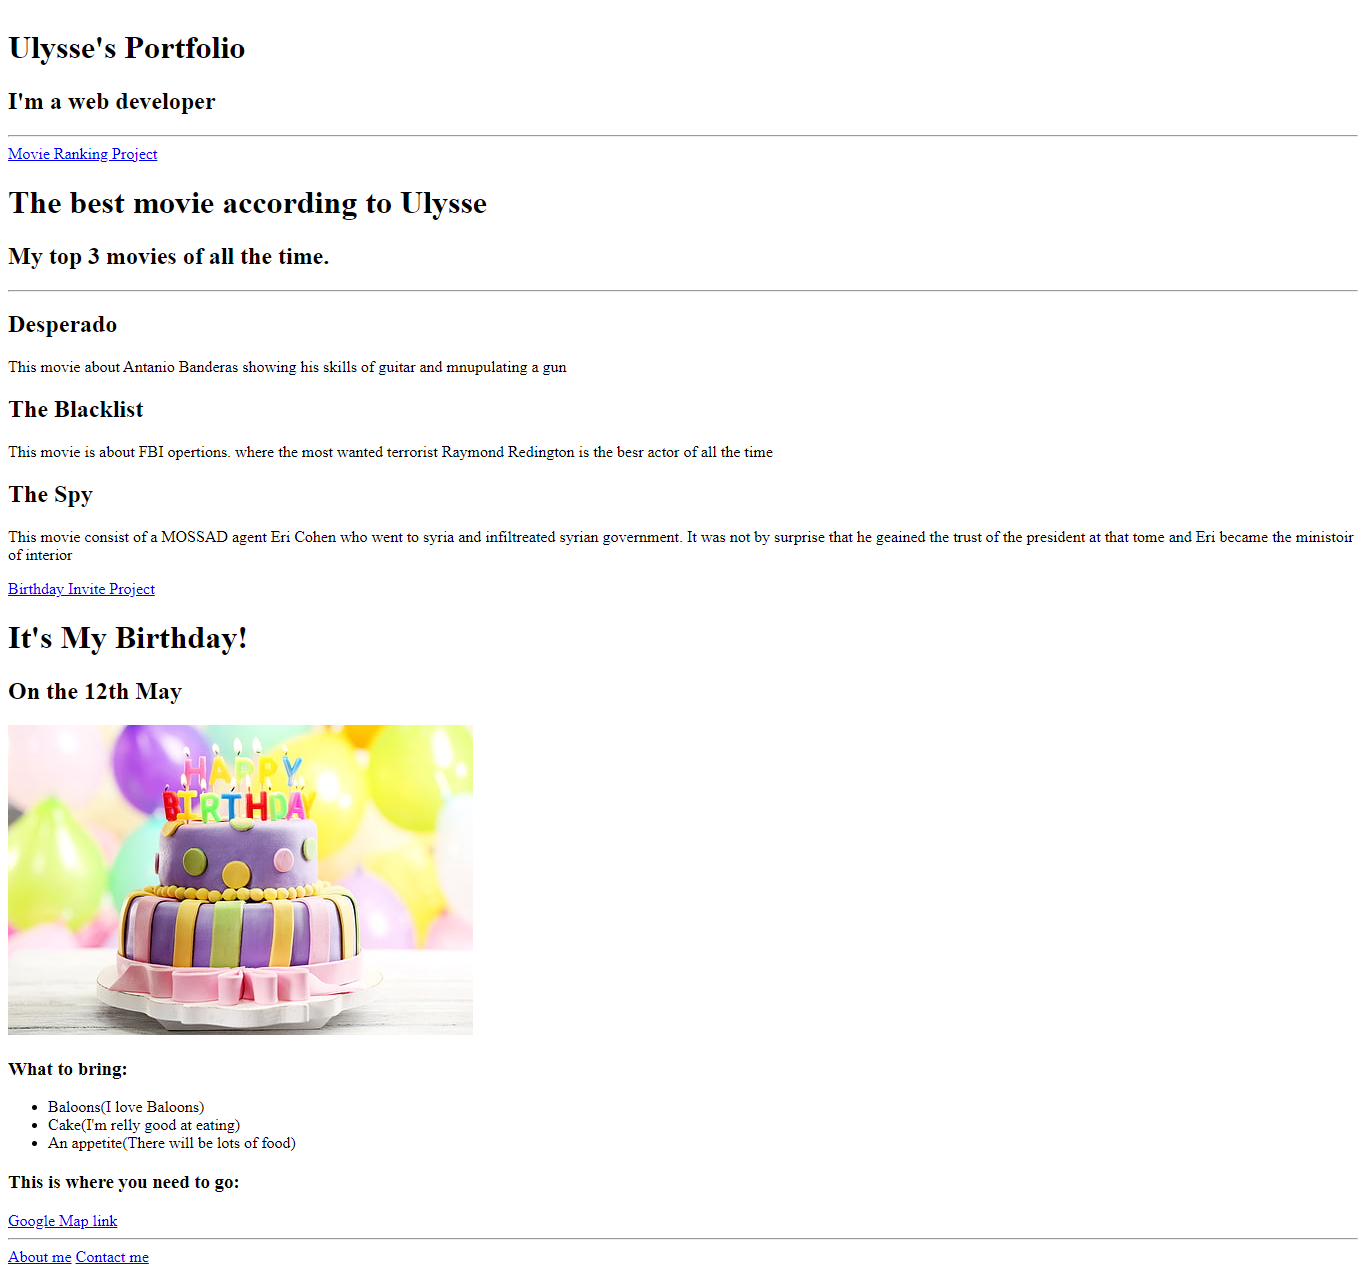 Ulysse's Portfolio
I'm a web developer
Movie Ranking Project
The best movie according to Ulysse
My top 3 movies of all the time.
Desperado
This movie about Antanio Banderas showing his skills of guitar and mnupulating a gun
The Blacklist
This movie is about FBI opertions. where the most wanted terrorist Raymond Redington is the besr actor of all the time
The Spy
This movie consist of a MOSSAD agent Eri Cohen who went to syria and infiltreated syrian government. It was not by surprise that he geained the trust of the president at that tome and Eri became the ministoir
of interior
Birthday Invite Project
It's My Birthday!
On the 12th May
HAPPY
BIRTHDAY
What to bring:
• Baloons(I love Baloons)
• Cake(I'm relly good at eating)
• An appetite(There will be lots of food)
This is where you need to go:
Google Map link
About me Contact me